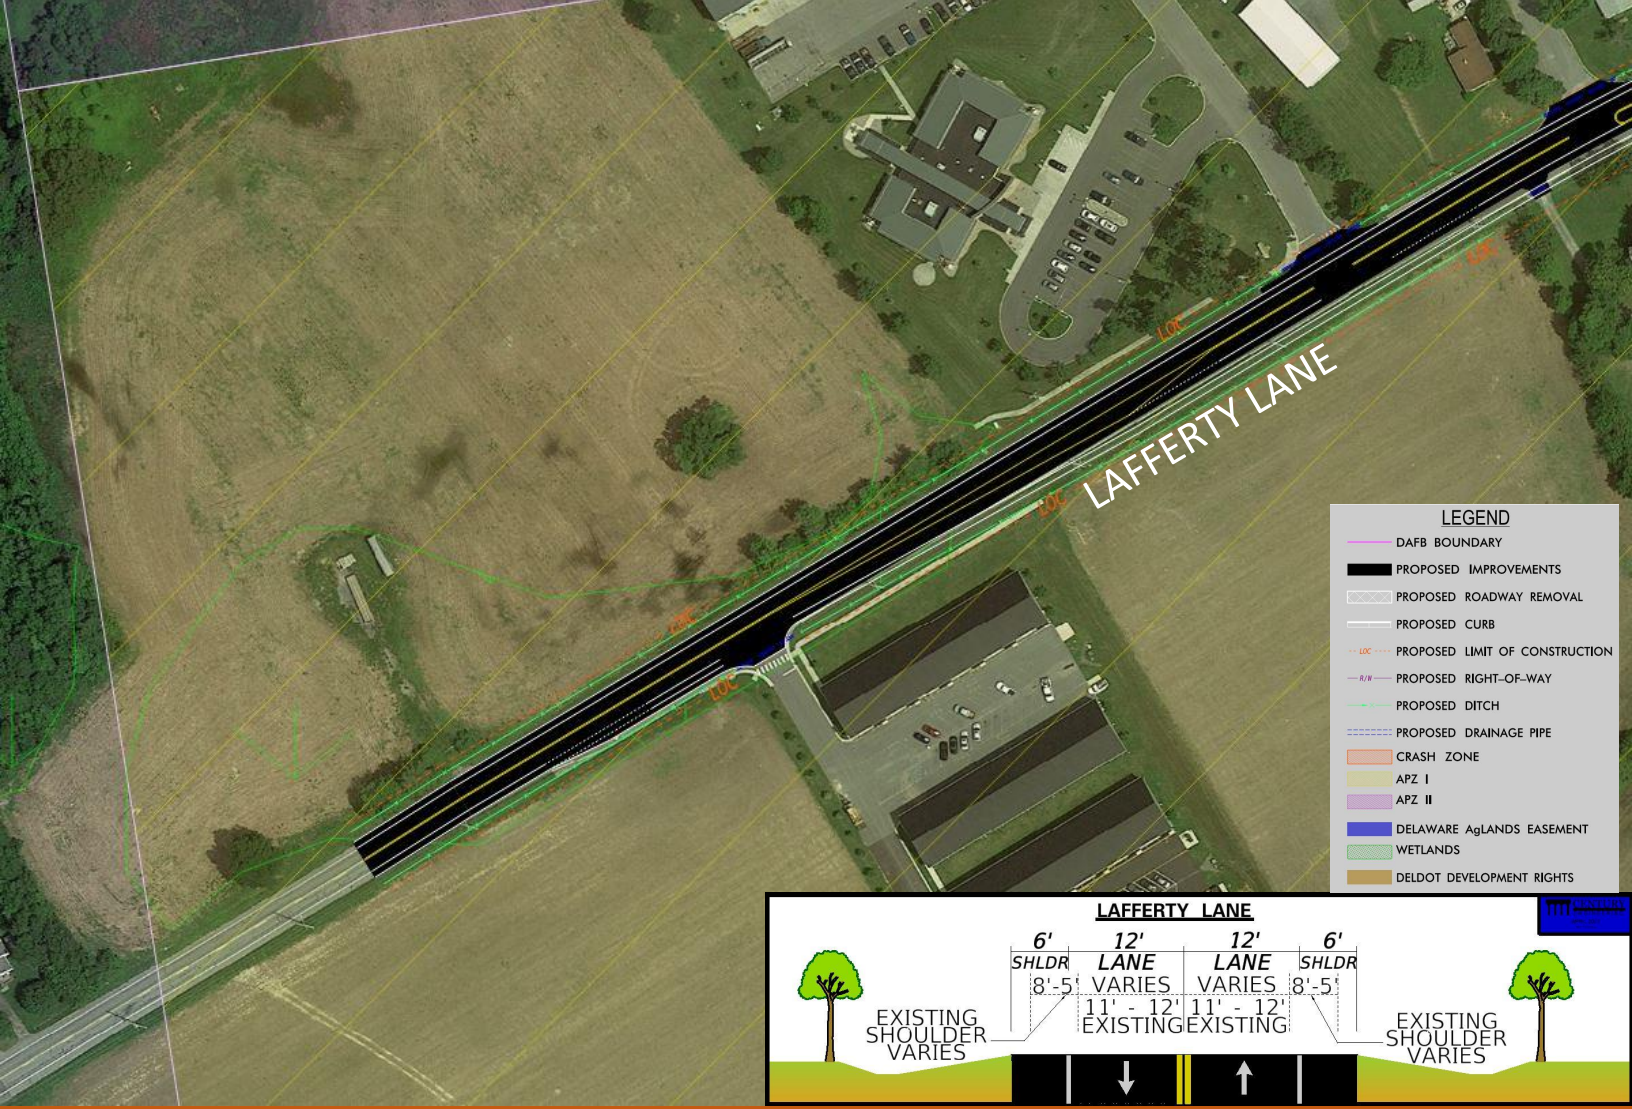 LOC
LOC
LOC
LAFFERTY LANE
LOC
LOC
LEGEND
DAFB BOUNDARY
PROPOSED IMPROVEMENTS
PROPOSED ROADWAY REMOVAL
PROPOSED CURB
LOC PROPOSED LIMIT OF CONSTRUCTION
R/W PROPOSED RIGHT-OF-WAY
PROPOSED DITCH
PROPOSED DRAINAGE PIPE
CRASH ZONE
APZ I
APZ II
DELAWARE AgLANDS EASEMENT
WETLANDS
DELDOT DEVELOPMENT RIGHTS
LAFFERTY LANE
CENTURY
6' 12' 12' 6'
SHLDR LANE LANE SHLDR
8'-5' VARIES VARIES 8'-5'
11' - 12' 11' - 12'
EXISTING EXISTING
EXISTING
SHOULDER
VARIES
EXISTING
SHOULDER
VARIES